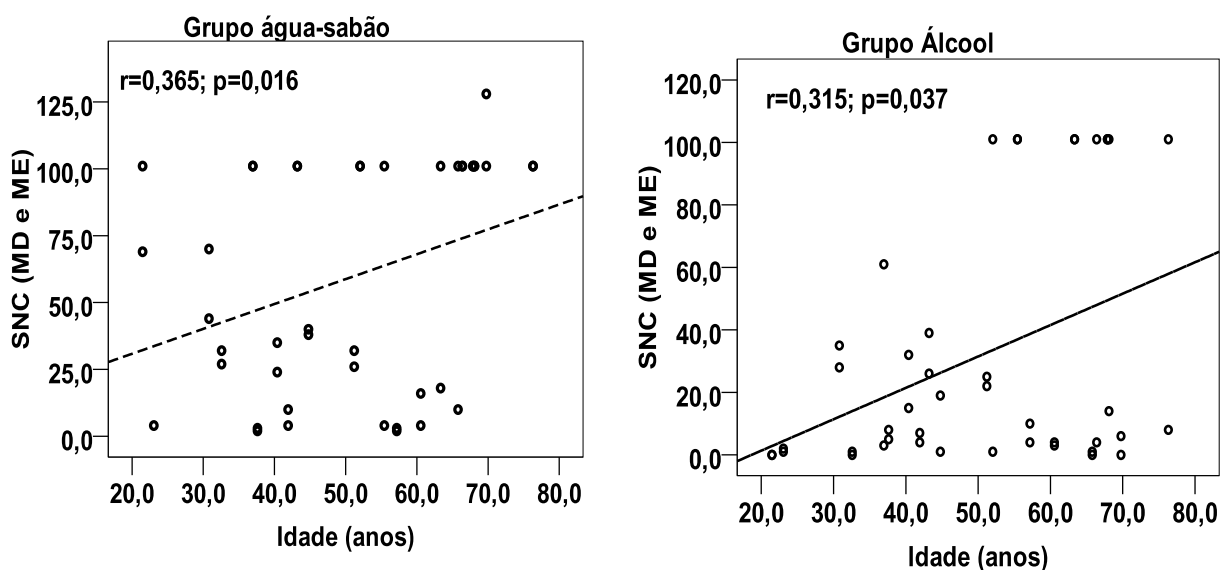 Grupo água-sabão
r=0,365; p=0,016
SNC (MD e ME)
125,0
100,0
75,0
50,0
25,0
0,0
20,0 30,0 40,0 50,0 60,0 70,0 80,0
Idade (anos)
Grupo Álcool
r=0,315; p=0,037
SNC (MD e ME)
120,0
100,0
80,0
60,0
40,0
20,0
0,0
20,0 30,0 40,0 50,0 60,0 70,0 80,0
Idade (anos)